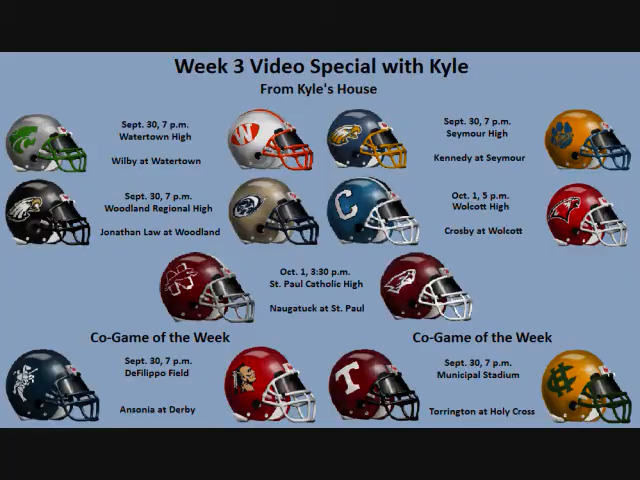 Week 3 Video Special with Kyle
From Kyle's House
Sept. 30, 7 p.m.
Watertown High
Wilby at Watertown
W
Sept. 30, 7 p.m.
Seymour High
Kennedy at Seymour
Sept. 30, 7 p.m.
Woodland Regional High
Jonathan Law at Woodland
C
Oct. 1, 5 p.m.
Wolcott High
Crosby at Wolcott
N
Oct. 1, 3:30 p.m.
St. Paul Catholic High
Naugatuck at St. Paul
Co-Game of the Week
Sept. 30, 7 p.m.
DeFilippo Field
Ansonia at Derby
Co-Game of the Week
T
Sept. 30, 7 p.m.
Municipal Stadium
Torrington at Holy Cross
HC